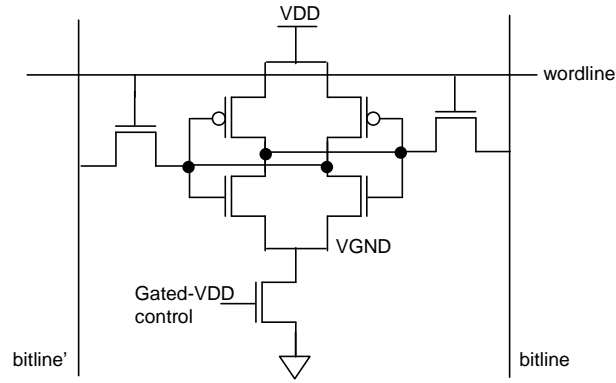 VDD
wordline
VGND
Gated-VDD
control
bitline’
bitline